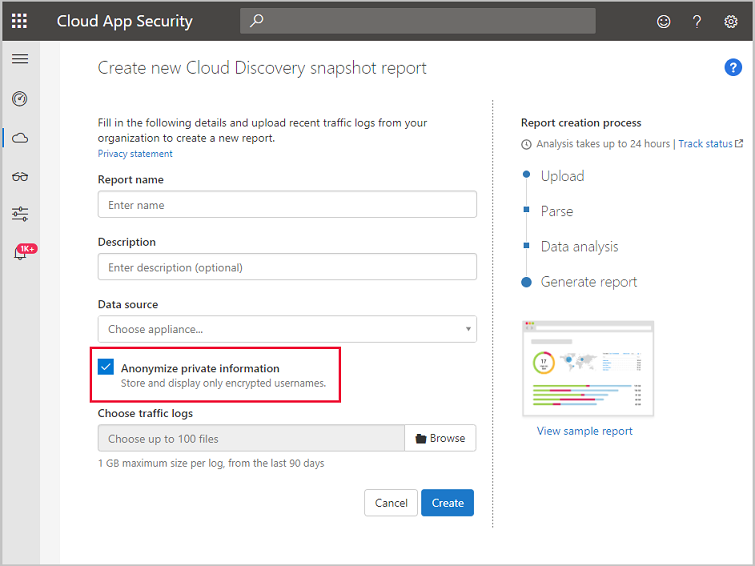 Cloud App Security
?
Create new Cloud Discovery snapshot report
?
1K+
Fill in the following details and upload recent traffic logs from your
organization to create a new report.
Privacy statement
Report name
Enter name
Description
Enter description (optional)
Data source
Choose appliance...
Anonymize private information
Store and display only encrypted usernames.
Choose traffic logs
Choose up to 100 files
Browse
1 GB maximum size per log, from the last 90 days
Cancel
Create
Report creation process
Analysis takes up to 24 hours | Track status
Upload
Parse
Data analysis
Generate report
17
View sample report